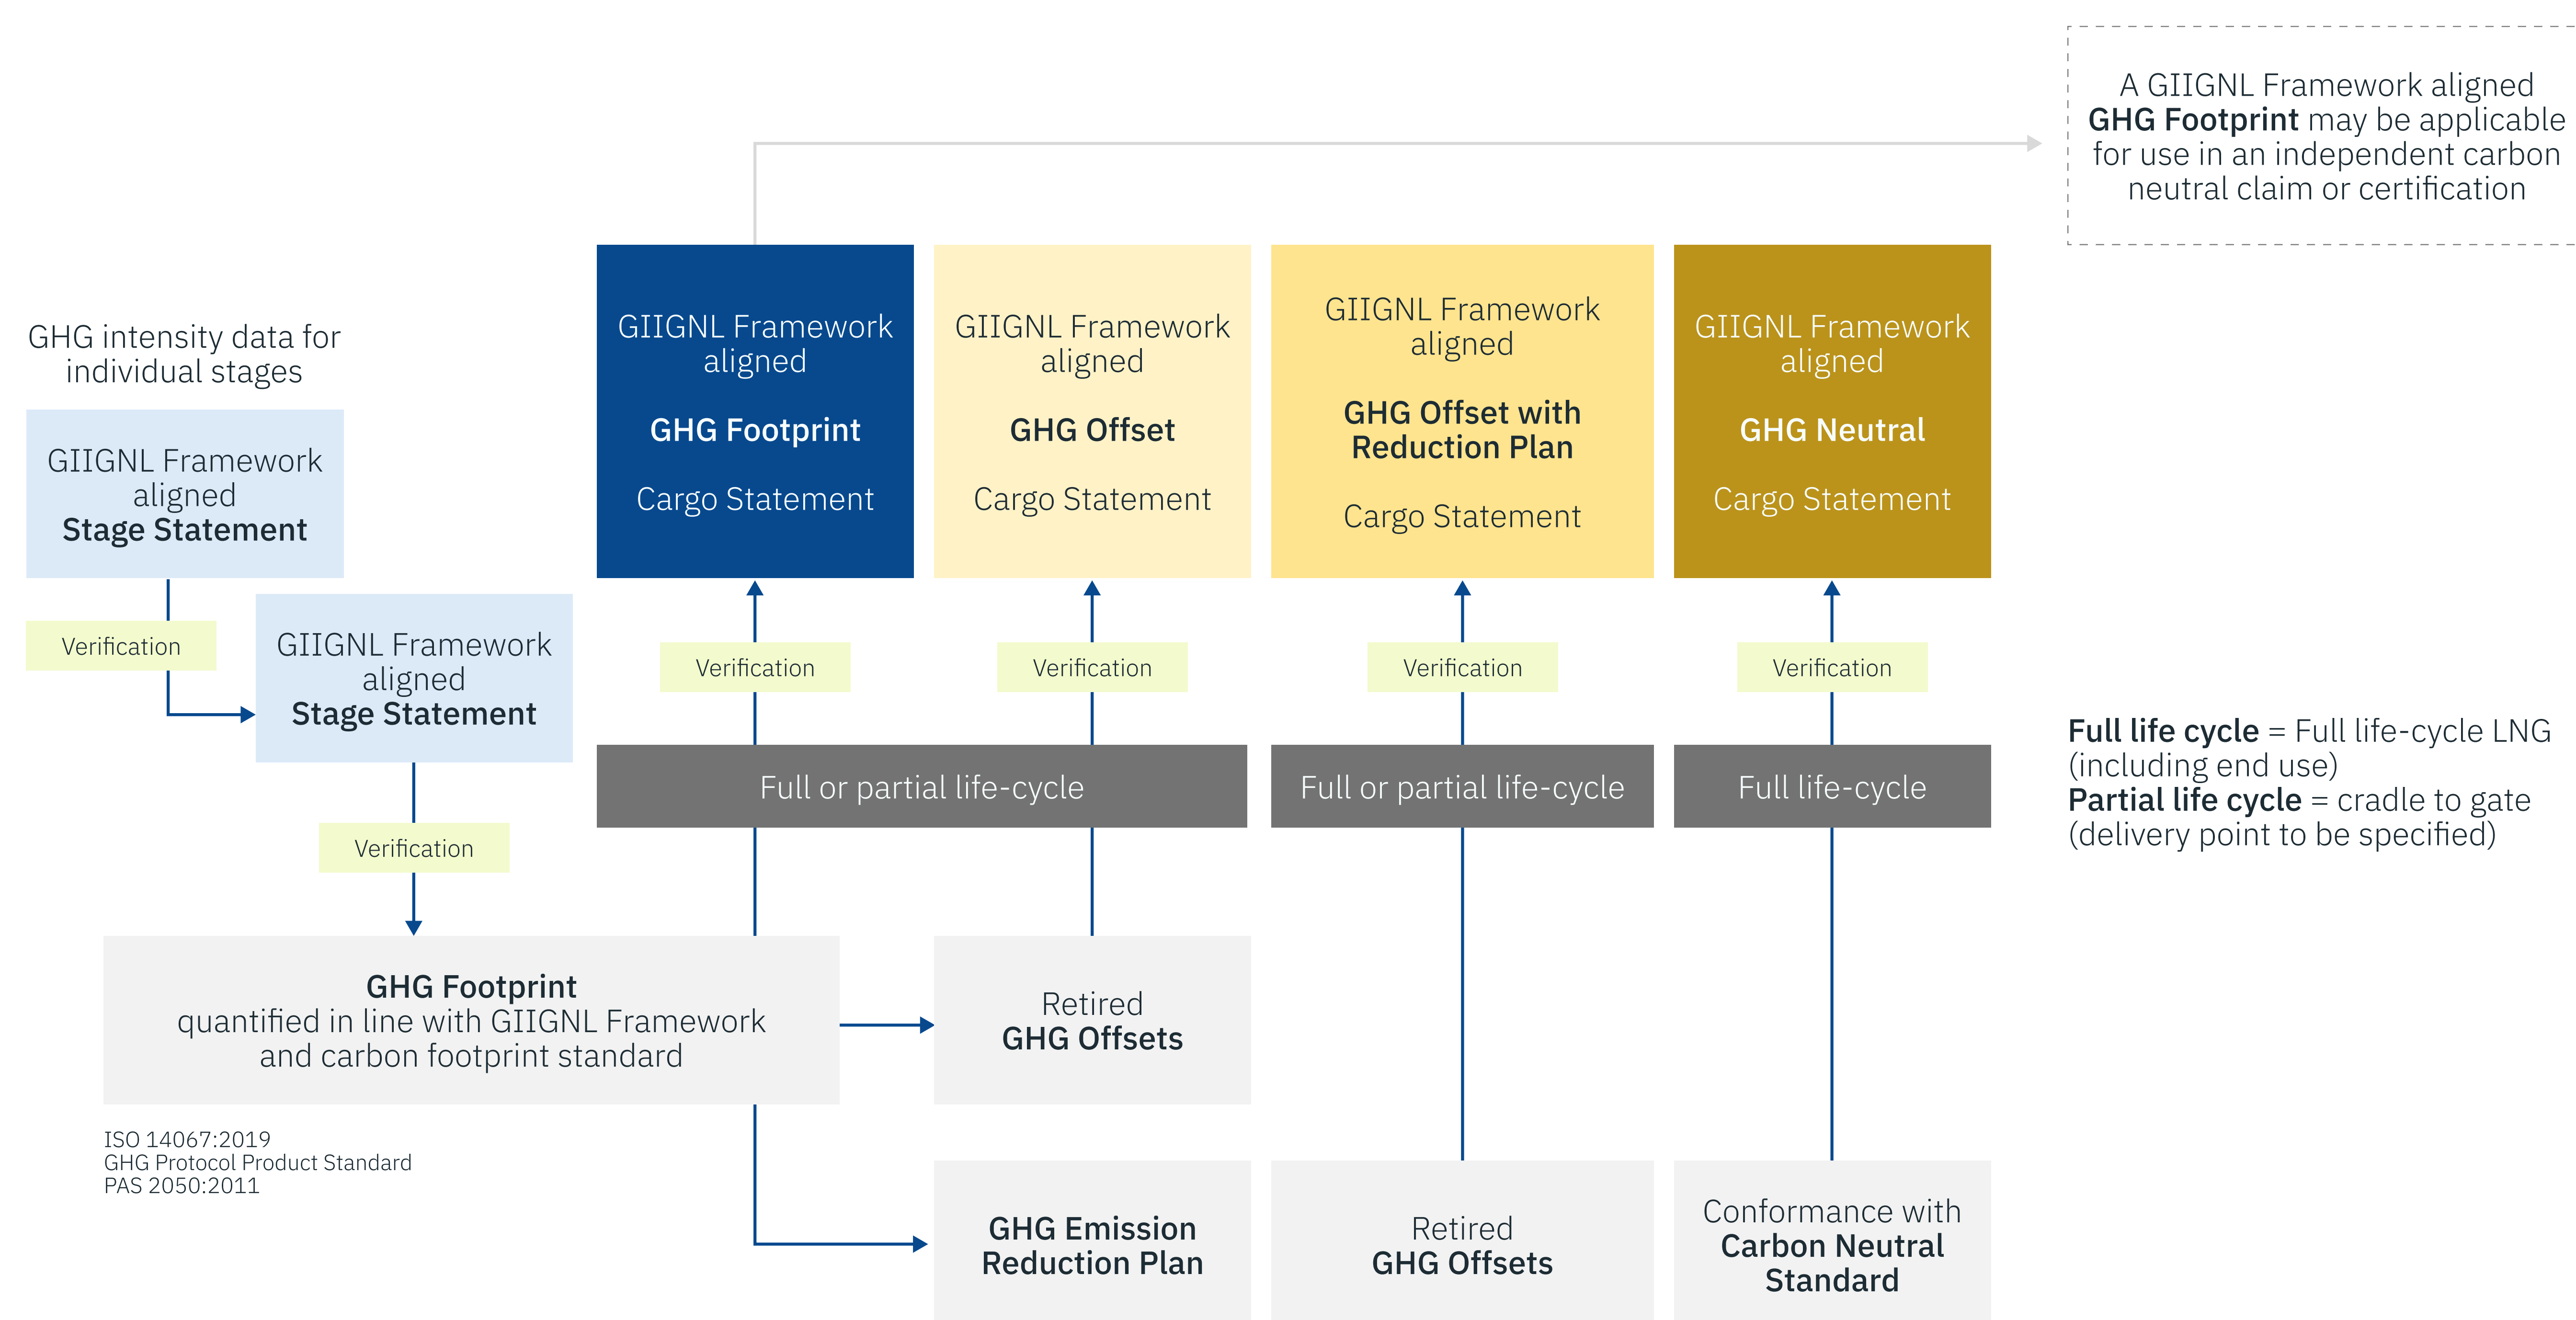 A GIIGNL Framework aligned
GHG Footprint may be applicable
for use in an independent carbon
neutral claim or certification
GHG intensity data for
individual stages
GIIGNL Framework
aligned
Stage Statement
Verification
GIIGNL Framework
aligned
Stage Statement
Verification
GIIGNL Framework
aligned
GHG Footprint
Cargo Statement
GIIGNL Framework
aligned
GHG Offset
Cargo Statement
GIIGNL Framework
aligned
GHG Offset with
Reduction Plan
Cargo Statement
GIIGNL Framework
aligned
GHG Neutral
Cargo Statement
Verification
Verification
Verification
Verification
Full or partial life-cycle
Full or partial life-cycle
Full life-cycle
Full life cycle = Full life-cycle LNG
(including end use)
Partial life cycle = cradle to gate
(delivery point to be specified)
GHG Footprint
quantified in line with GIIGNL Framework
and carbon footprint standard
Retired
GHG Offsets
ISO 14067:2019
GHG Protocol Product Standard
PAS 2050:2011
GHG Emission
Reduction Plan
Retired
GHG Offsets
Conformance with
Carbon Neutral
Standard